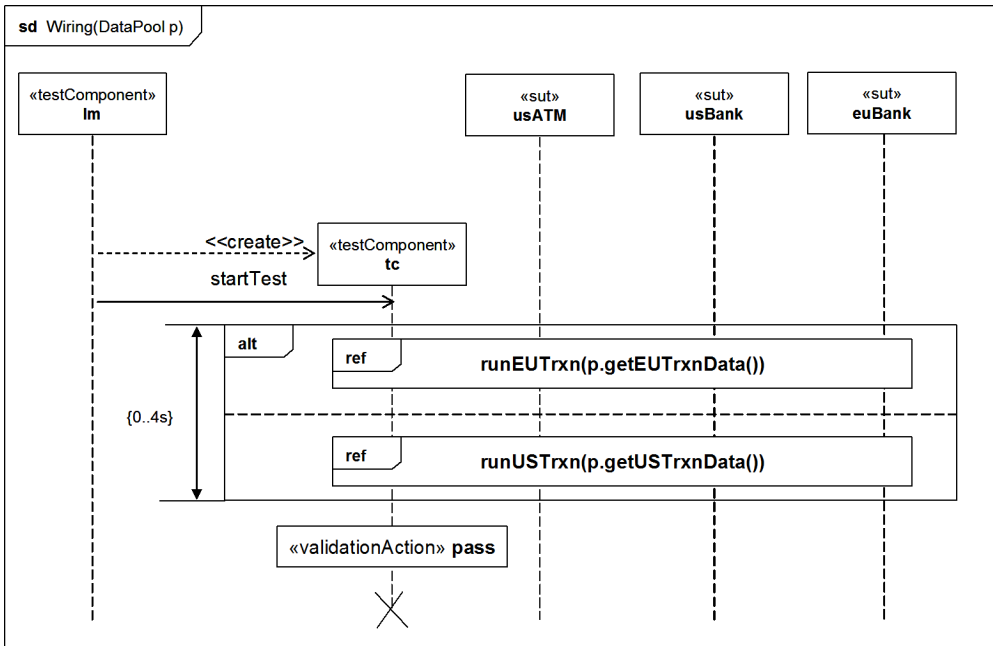 sd Wiring(DataPool p)
«testComponent»
lm
«sut»
usATM
«sut»
usBank
«sut»
euBank
<<create>>
«testComponent»
tc
startTest
alt
ref
runEUTrxn(p.getEUTrxnData())
{0..4s}
ref
runUSTrxn(p.getUSTrxnData())
«validationAction» pass